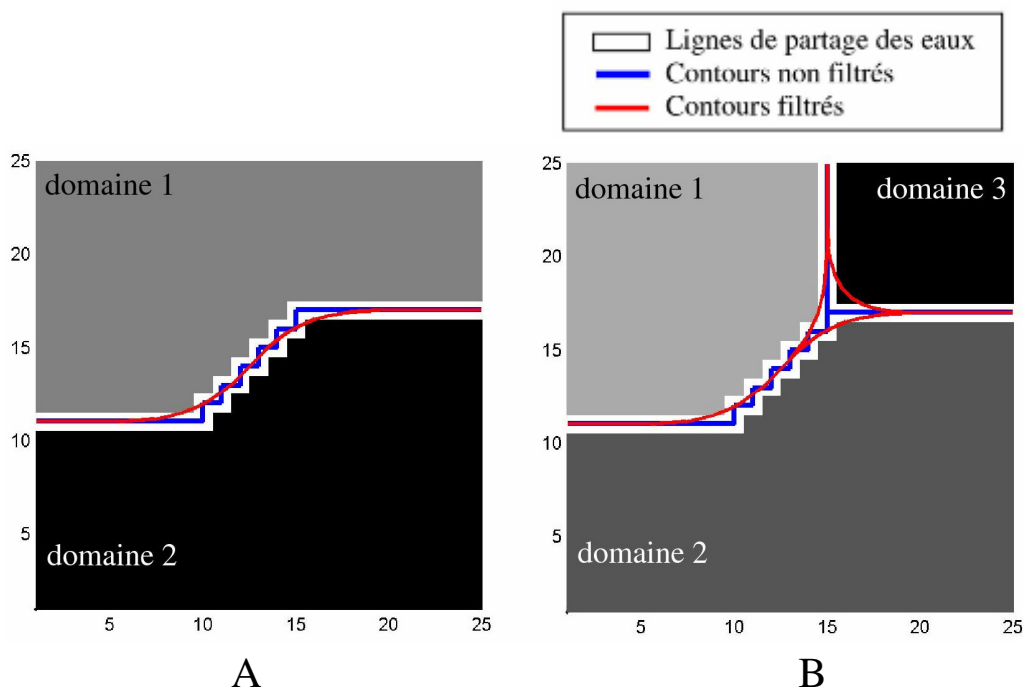 Lignes de partage des eaux
Contours non filtrés
Contours filtrés
25
domaine 1
20
15
10
5
domaine 2
5
10
15
20
25
A
25
domaine 1
domaine 3
20
15
10
5
domaine 2
5
10
15
20
25
B